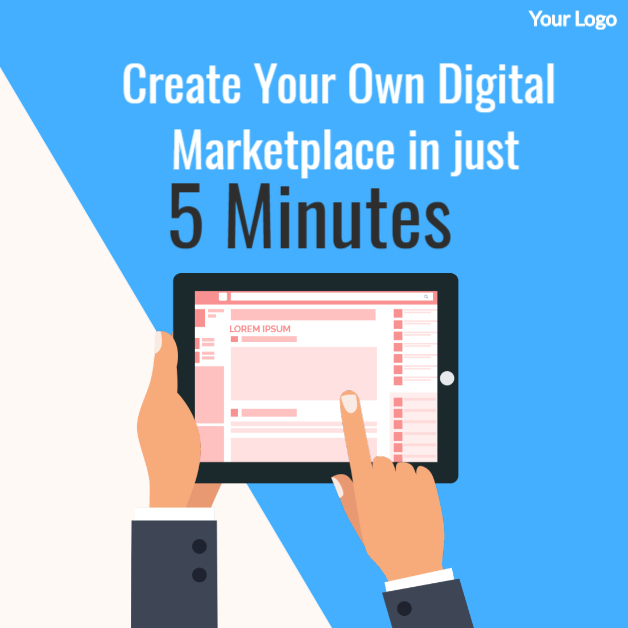 Your Logo
Create Your Own Digital
Marketplace in just
5 Minutes
LOREM IPSUM